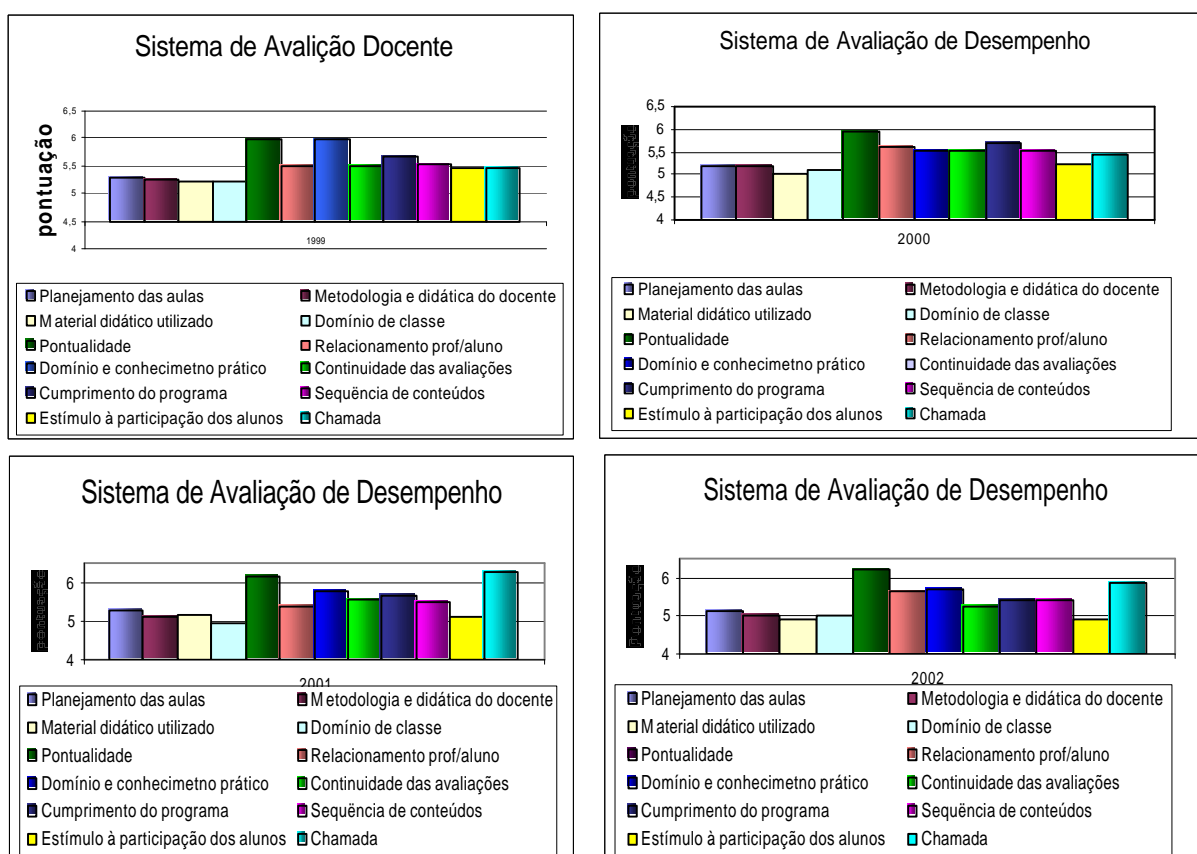 Sistema de Avalição Docente
pontuação
6,5
6
5,5
5
4,5
4
1999
Planejamento das aulas Metodologia e didática do docente
Material didático utilizado Domínio de classe
Pontualidade Relacionamento prof/aluno
Domínio e conhecimetno prático Continuidade das avaliações
Cumprimento do programa Seqüência de conteúdos
Estímulo à participação dos alunos Chamada
Sistema de Avaliação de Desempenho
pontuação
6,5
6
5,5
5
4,5
4
2000
Planejamento das aulas Metodologia e didática do docente
Material didático utilizado Domínio de classe
Pontualidade Relacionamento prof/aluno
Domínio e conhecimetno prático Continuidade das avaliações
Cumprimento do programa Seqüência de conteúdos
Estímulo à participação dos alunos Chamada
Sistema de Avaliação de Desempenho
pontuação
6
5
4
2001
Planejamento das aulas Metodologia e didática do docente
Material didático utilizado Domínio de classe
Pontualidade Relacionamento prof/aluno
Domínio e conhecimetno prático Continuidade das avaliações
Cumprimento do programa Seqüência de conteúdos
Estímulo à participação dos alunos Chamada
Sistema de Avaliação de Desempenho
pontuação
6
5
4
2002
Planejamento das aulas Metodologia e didática do docente
Material didático utilizado Domínio de classe
Pontualidade Relacionamento prof/aluno
Domínio e conhecimetno prático Continuidade das avaliações
Cumprimento do programa Seqüência de conteúdos
Estímulo à participação dos alunos Chamada